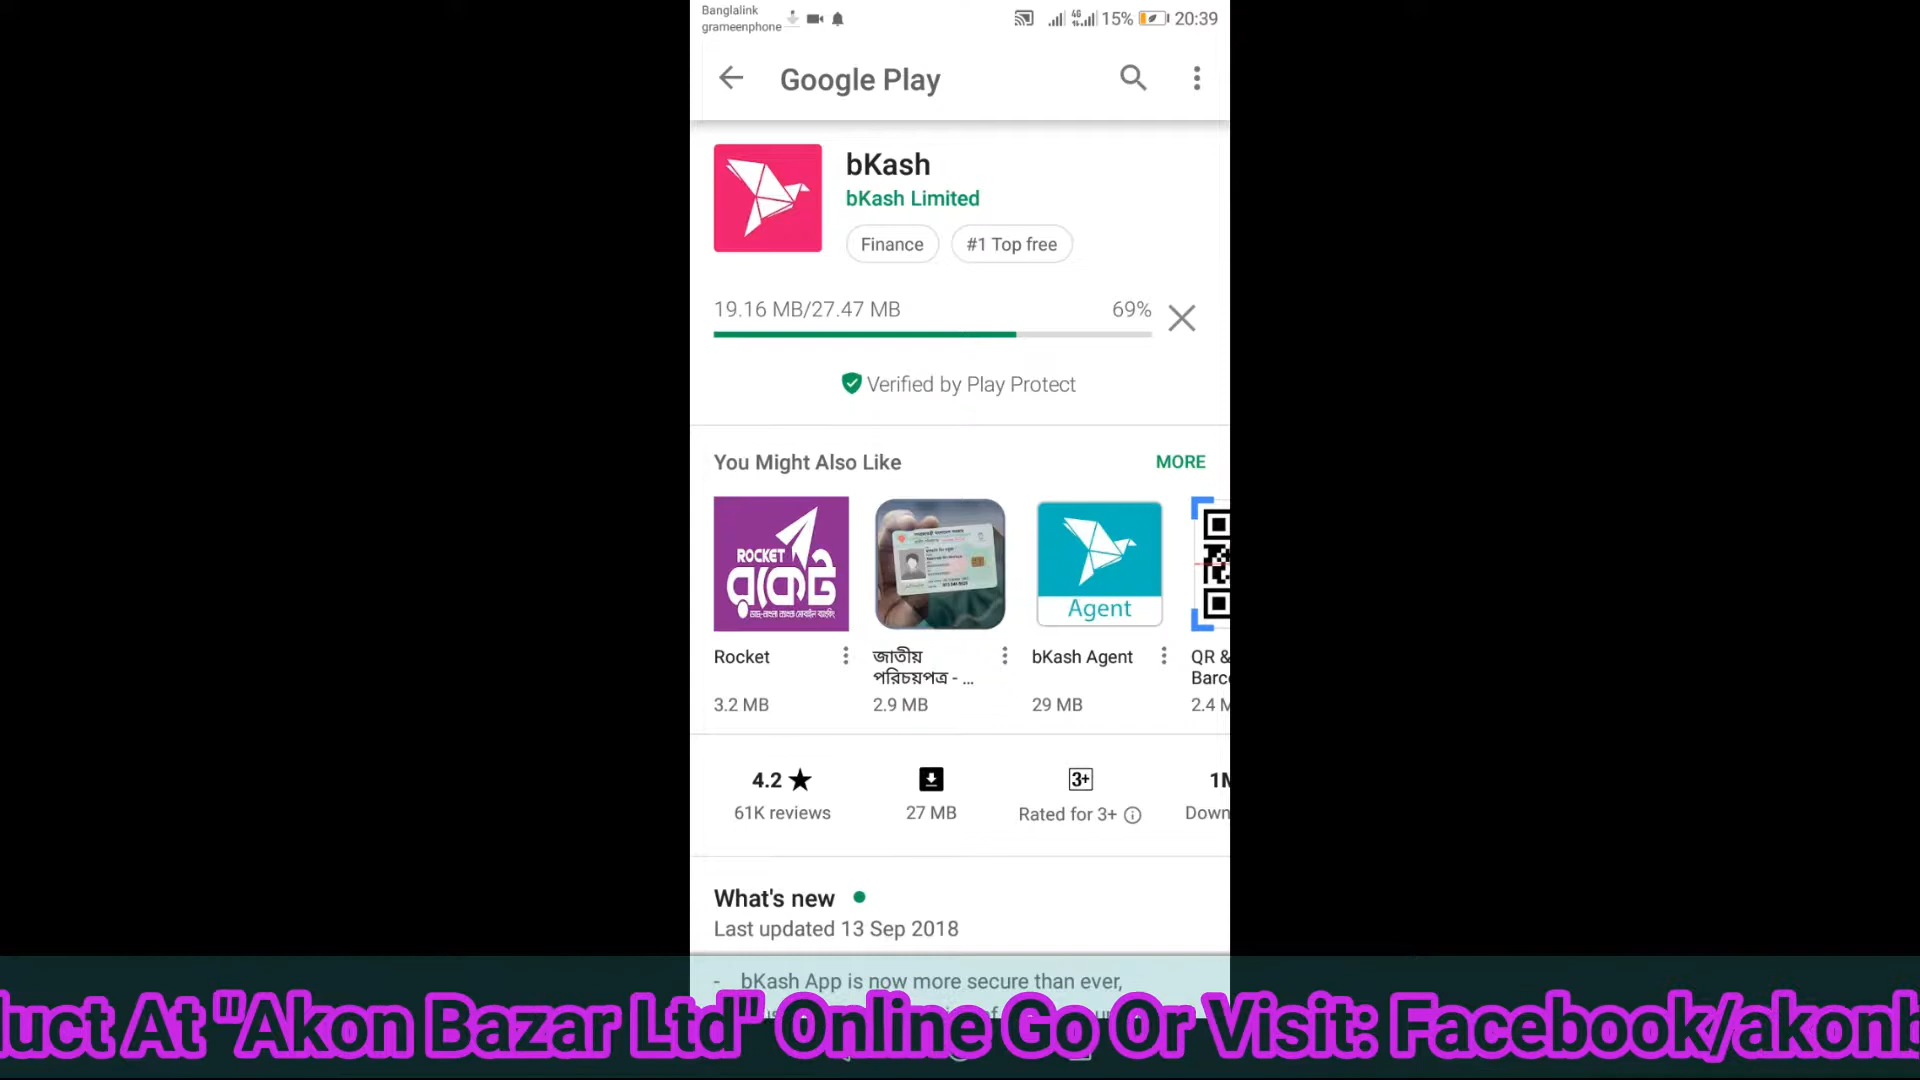 Banglalink
grameenphone
4G
15%
20:39
Google Play
bKash
bKash Limited
Finance
#1 Top free
19.16 MB/27.47 MB
69%
Verified by Play Protect
You Might Also Like
MORE
ROCKET
রকেট
Agent
Rocket
জাতীয়
পরিচয়পত্র - ...
bKash Agent
QR &
Barc
3.2 MB
2.9 MB
29 MB
2.4 M
4.2 ★
3+
1M
61K reviews
27 MB
Rated for 3+
Down
What's new
Last updated 13 Sep 2018
- bKash App is now more secure than ever,
duct At "Akon Bazar Ltd" Online Go Or Visit: Facebook/akonb